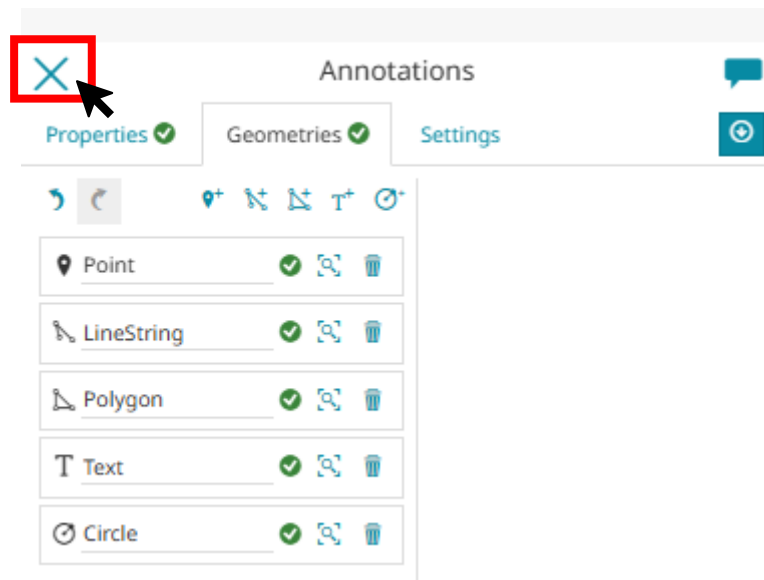 Annotations
Properties Geometries Settings
Point
LineString
Polygon
Text
Circle